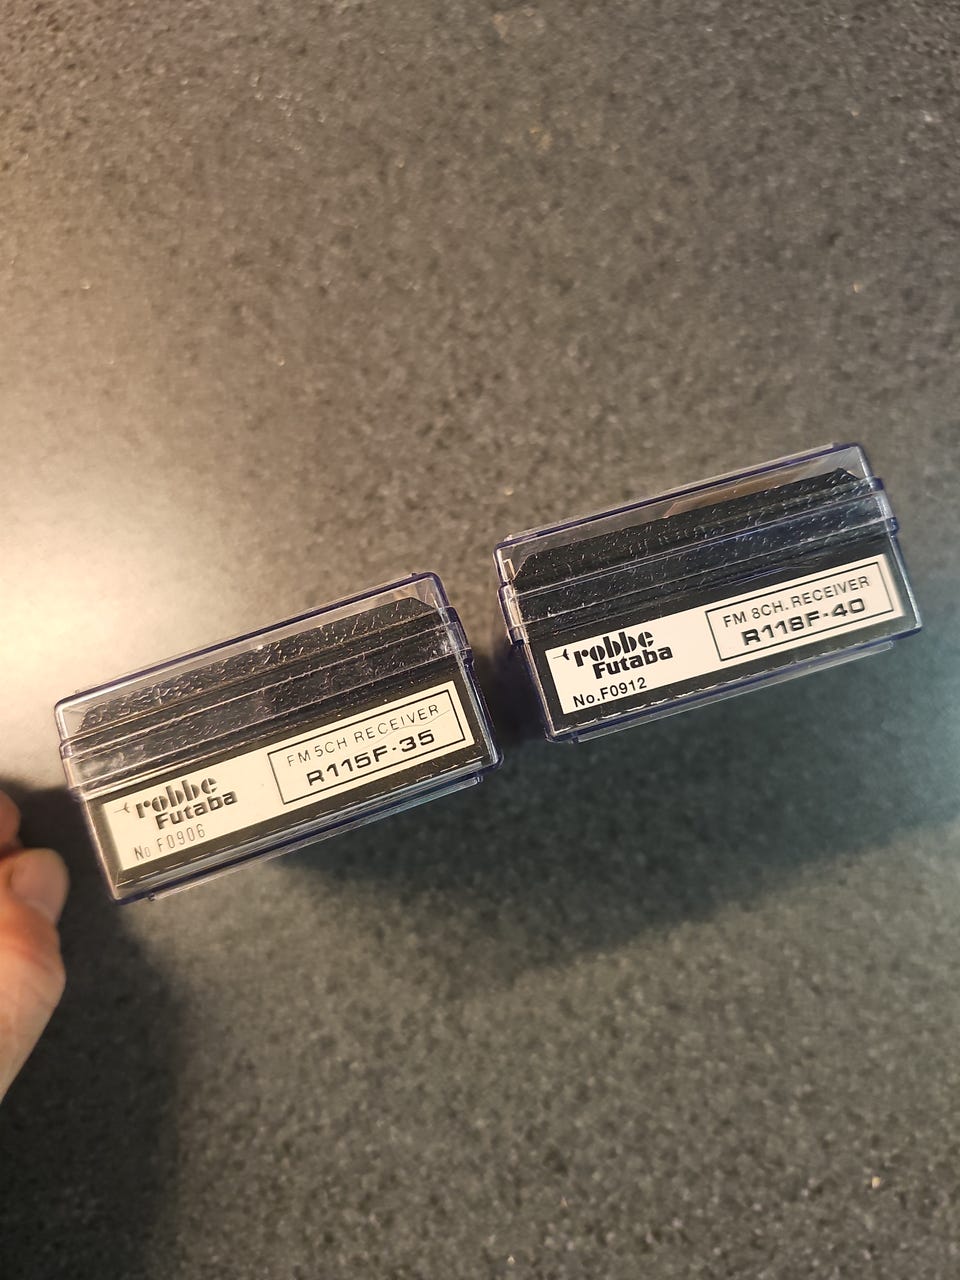 robbe
Futaba
No F0906
FM 5CH RECEIVER
R115F-35
robbe
Futaba
No.F0912
FM 8CH. RECEIVER
R118F-40